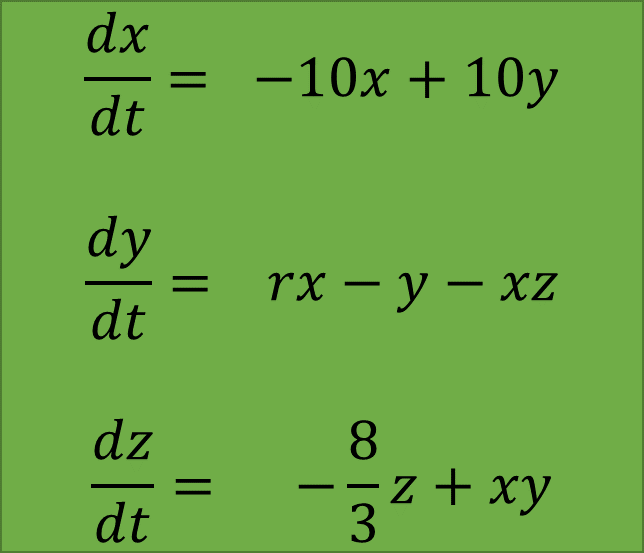 dx/dt = −10x + 10y
dy/dt = rx − y − xz
dz/dt = −8/3 z + xy